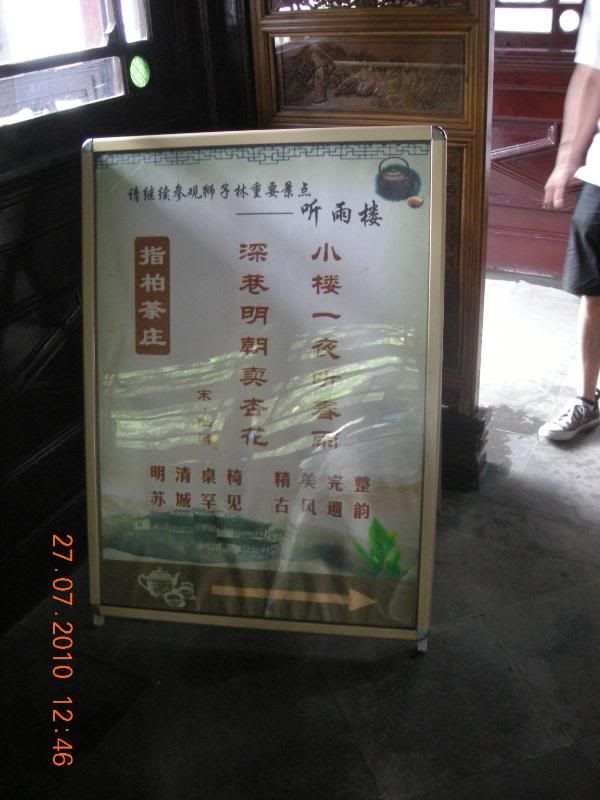 请继续参观狮子林重要景点
——听雨楼
小楼一夜听春雨
深巷明朝卖杏花
宋·陆游
指柏茶庄
明清桌椅 精美完整
苏城罕见 古风遗韵
27.07.2010 12:46